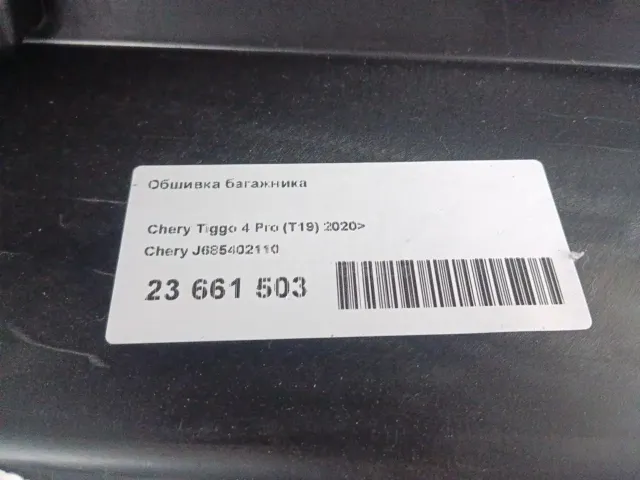 Обшивка багажника
Chery Tiggo 4 Pro (T19) 2020>
Chery J685402110
23 661 503